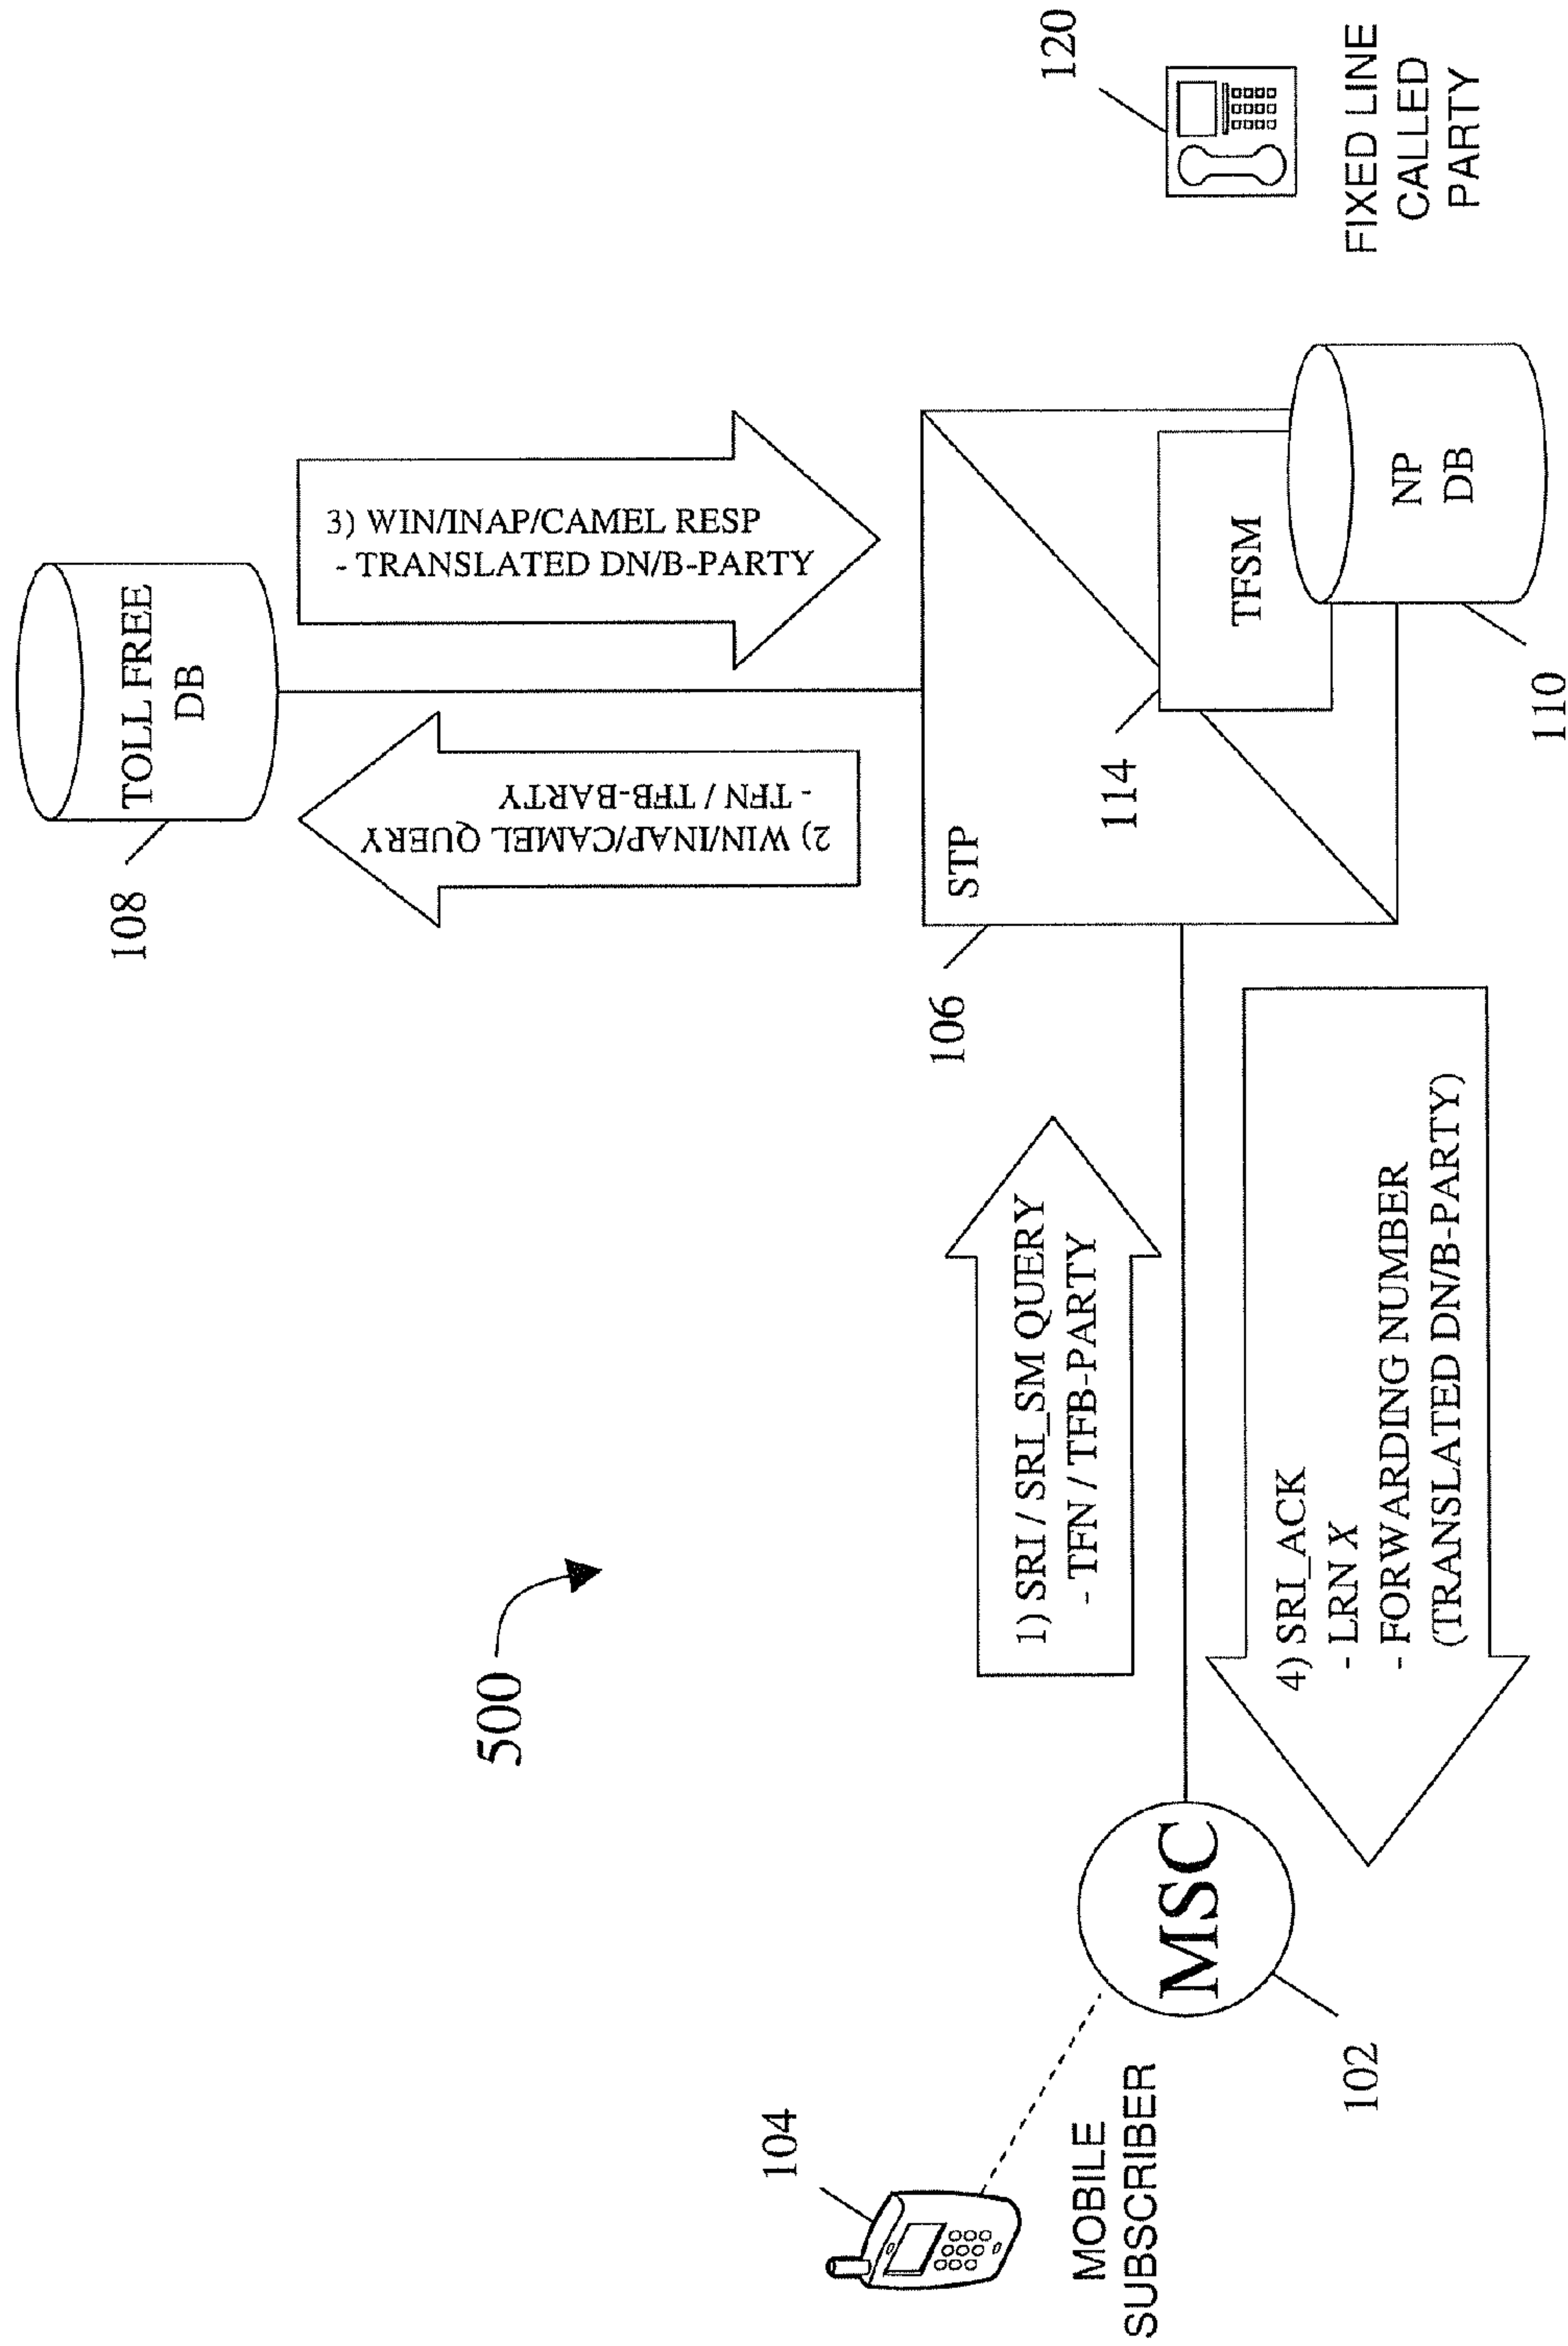 108
TOLL FREE
DB
2) WIN/INAP/CAMEL QUERY
- TFN / TFB-BARTY
3) WIN/INAP/CAMEL RESP
- TRANSLATED DN/B-PARTY
500
104
MOBILE
SUBSCRIBER
MSC
102
1) SRI / SRI_SM QUERY
- TFN / TFB-PARTY
4) SRI_ACK
- LRN X
- FORWARDING NUMBER
(TRANSLATED DN/B-PARTY)
106
STP
114
TFSM
NP
DB
110
120
FIXED LINE
CALLED
PARTY